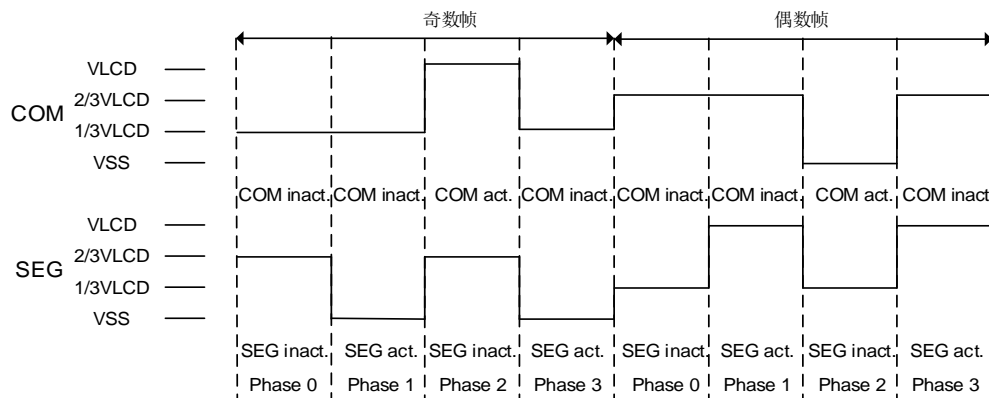 奇数帧 偶数帧
VLCD
2/3VLCD
COM
1/3VLCD
VSS
COM inact. COM inact. COM act. COM inact. COM inact. COM inact. COM act. COM inact.
VLCD
2/3VLCD
SEG
1/3VLCD
VSS
SEG inact. SEG act. SEG inact. SEG act. SEG inact. SEG act. SEG inact. SEG act.
Phase 0 Phase 1 Phase 2 Phase 3 Phase 0 Phase 1 Phase 2 Phase 3